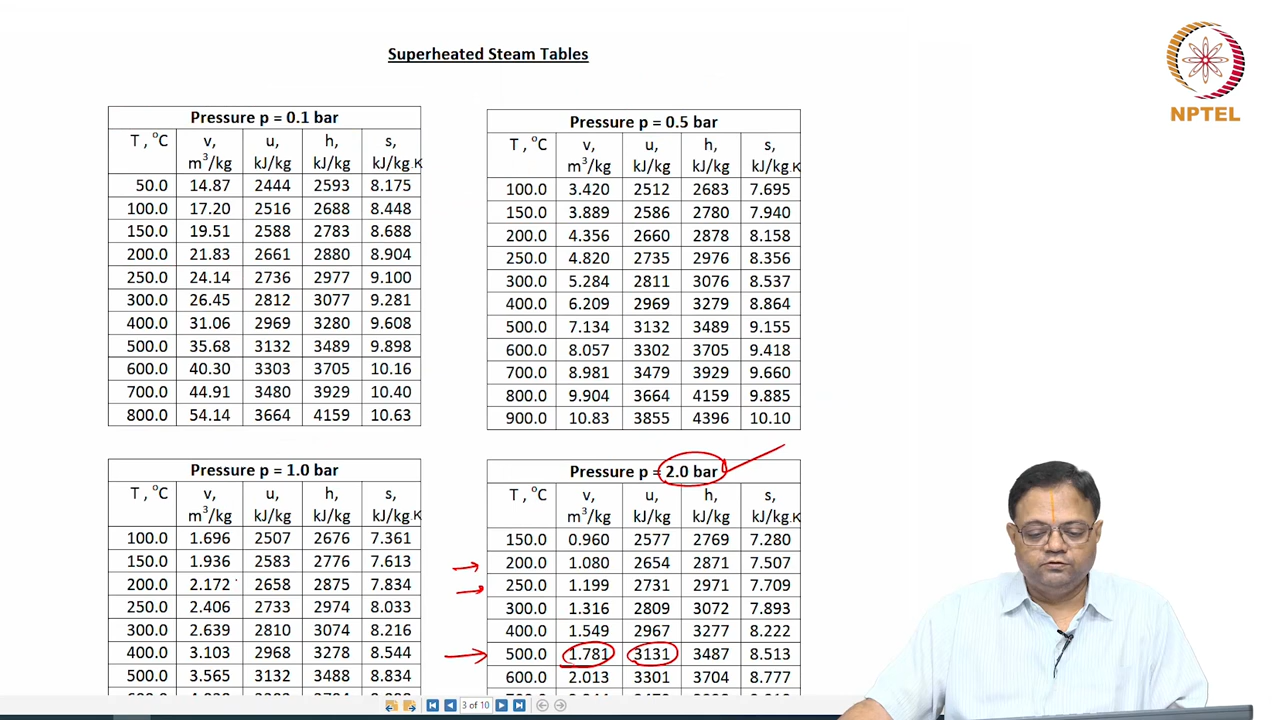 Superheated Steam Tables
NPTEL
Pressure p = 0.1 bar
T , °C v, u, h, s,
m³/kg kJ/kg kJ/kg kJ/kg.K
50.0 14.87 2444 2593 8.175
100.0 17.20 2516 2688 8.448
150.0 19.51 2588 2783 8.688
200.0 21.83 2661 2880 8.904
250.0 24.14 2736 2977 9.100
300.0 26.45 2812 3077 9.281
400.0 31.06 2969 3280 9.608
500.0 35.68 3132 3489 9.898
600.0 40.30 3303 3705 10.16
700.0 44.91 3480 3929 10.40
800.0 54.14 3664 4159 10.63
Pressure p = 0.5 bar
T , °C v, u, h, s,
m³/kg kJ/kg kJ/kg kJ/kg.K
100.0 3.420 2512 2683 7.695
150.0 3.889 2586 2780 7.940
200.0 4.356 2660 2878 8.158
250.0 4.820 2735 2976 8.356
300.0 5.284 2811 3076 8.537
400.0 6.209 2969 3279 8.864
500.0 7.134 3132 3489 9.155
600.0 8.057 3302 3705 9.418
700.0 8.981 3479 3929 9.660
800.0 9.904 3664 4159 9.885
900.0 10.83 3855 4396 10.10
Pressure p = 1.0 bar
T , °C v, u, h, s,
m³/kg kJ/kg kJ/kg kJ/kg.K
100.0 1.696 2507 2676 7.361
150.0 1.936 2583 2776 7.613
200.0 2.172 2658 2875 7.834
250.0 2.406 2733 2974 8.033
300.0 2.639 2810 3074 8.216
400.0 3.103 2968 3278 8.544
500.0 3.565 3132 3488 8.834
Pressure p = 2.0 bar
T , °C v, u, h, s,
m³/kg kJ/kg kJ/kg kJ/kg.K
150.0 0.960 2577 2769 7.280
200.0 1.080 2654 2871 7.507
250.0 1.199 2731 2971 7.709
300.0 1.316 2809 3072 7.893
400.0 1.549 2967 3277 8.222
500.0 1.781 3131 3487 8.513
600.0 2.013 3301 3704 8.777
3 of 10